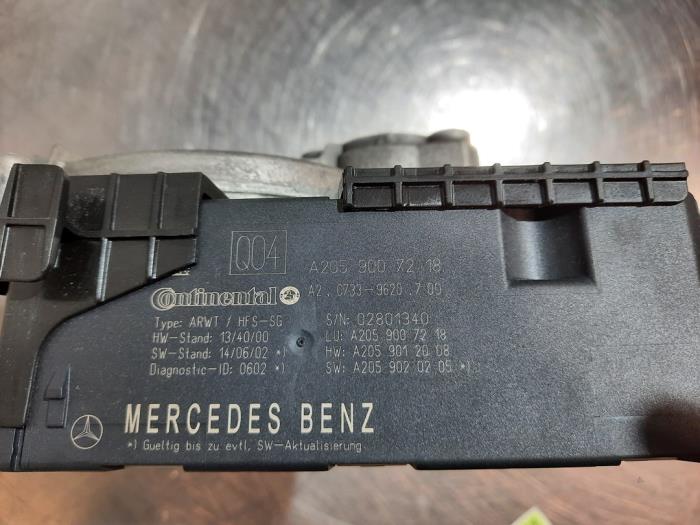 Q04 A205 900 72 18
Continental A2.C733-9620.7.00
Type: ARWT / HFS-SG S/N: 02801340
HW-Stand: 13/40/00 LU: A205 900 72 18
SW-Stand: 14/06/02 *) HW: A205 901 20 08
Diagnostic-ID: 0602 *) SW: A205 902 02 05 *)
MERCEDES BENZ
*) Gueltig bis zu evtl. SW-Aktualisierung